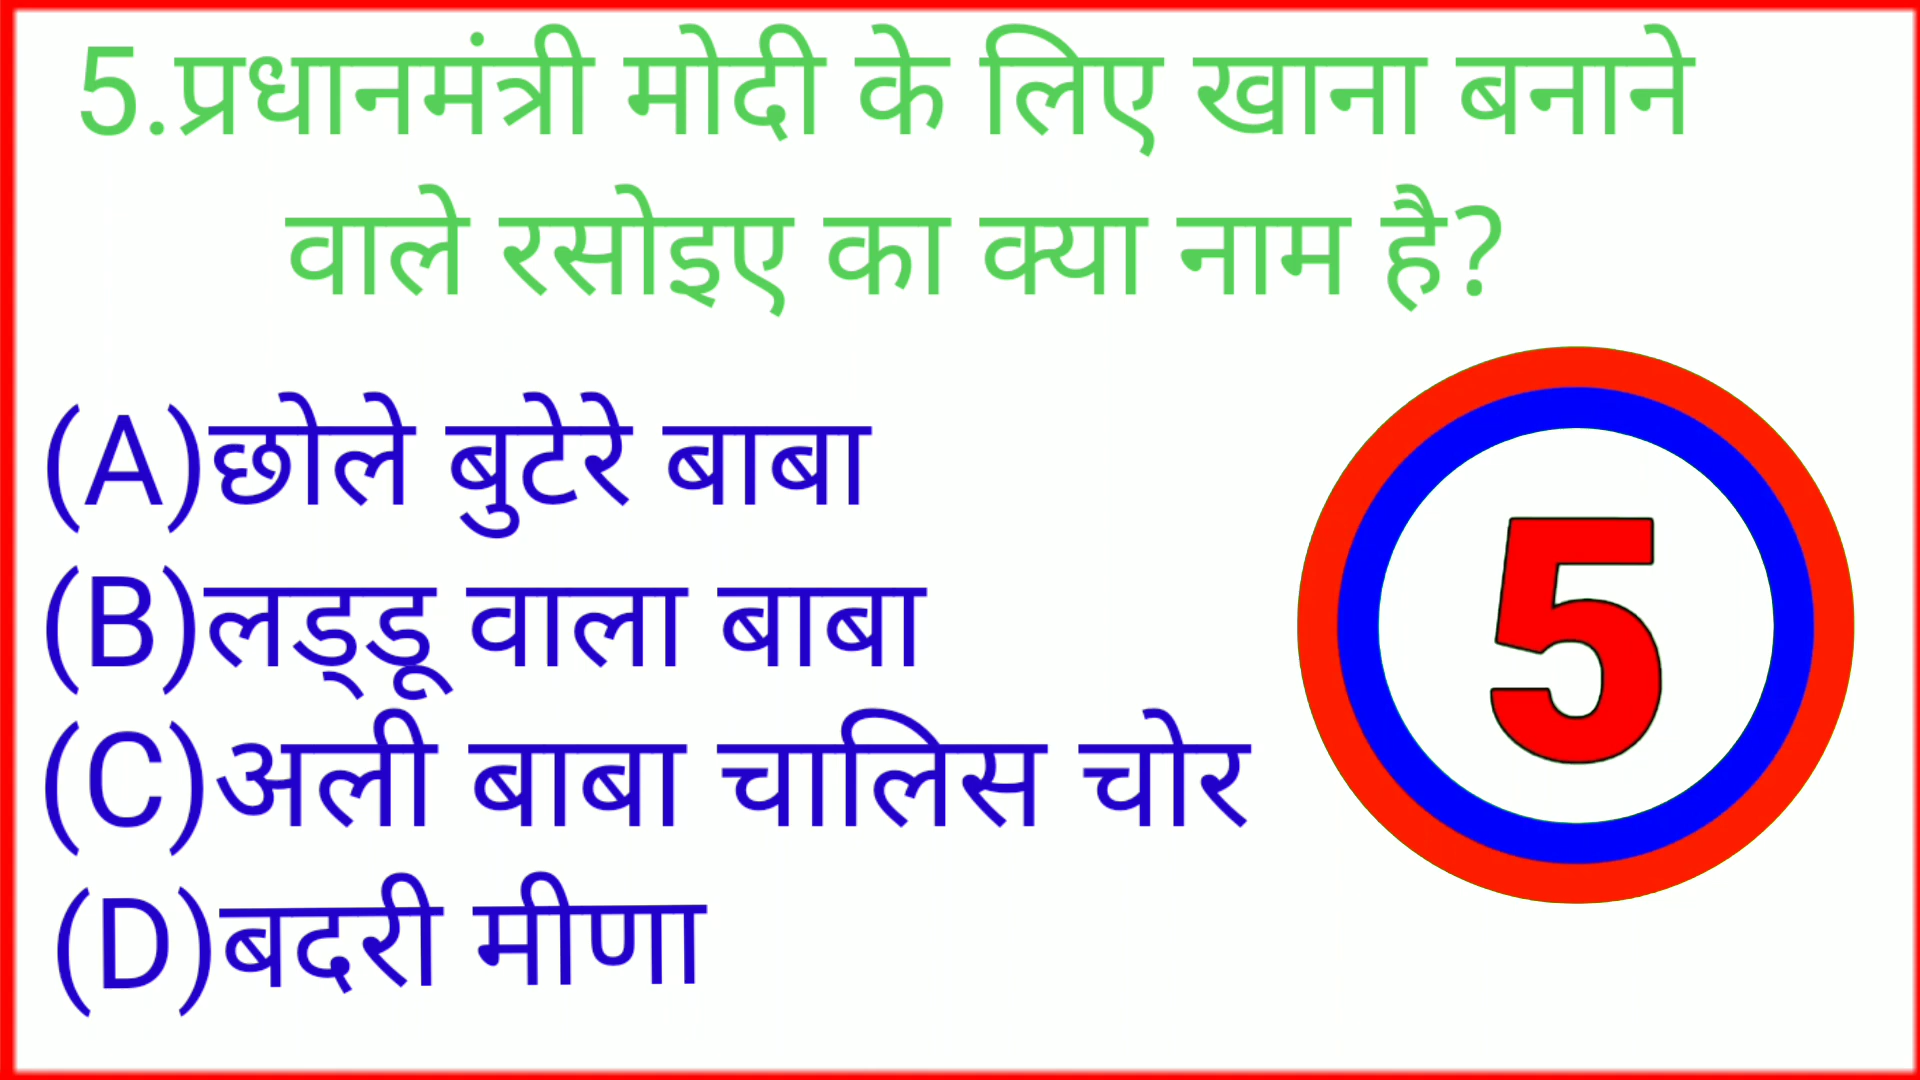 5.प्रधानमंत्री मोदी के लिए खाना बनाने
वाले रसोइए का क्या नाम है?
(A)छोले बुटेरे बाबा
(B)लड्डू वाला बाबा
(C)अली बाबा चालिस चोर
(D)बदरी मीणा
5